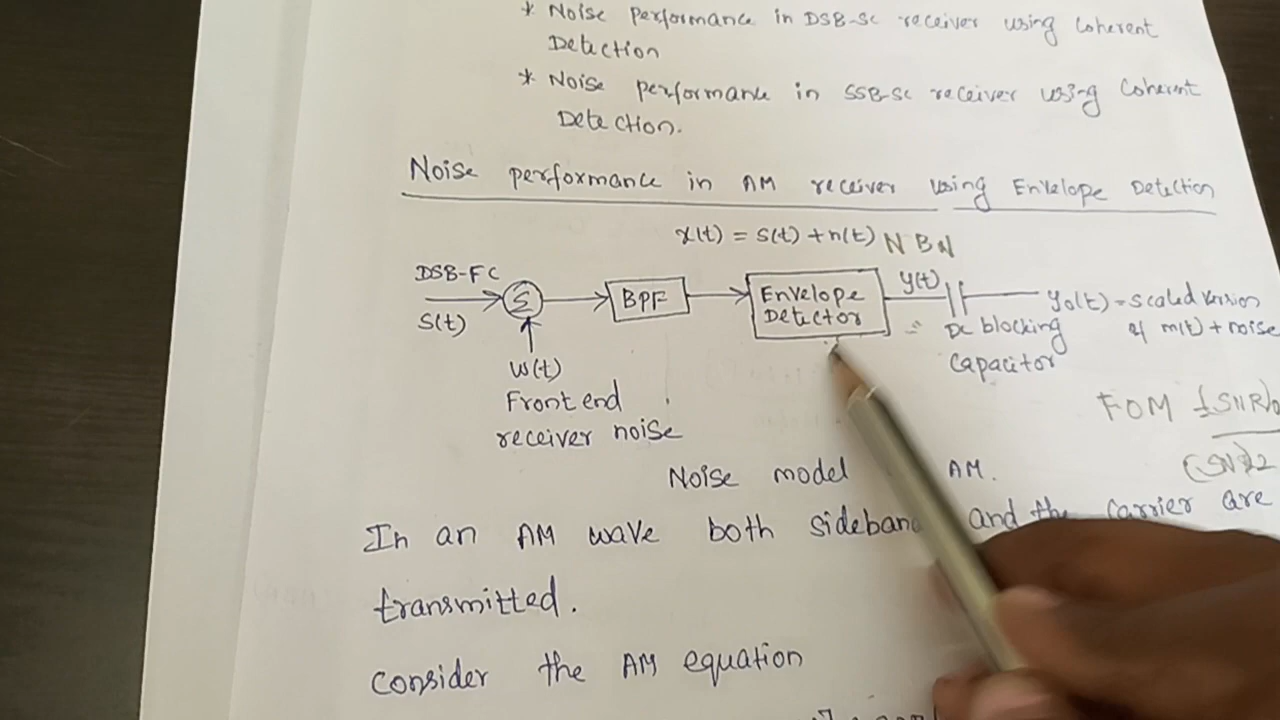 * Noise Performance in DSB-SC receiver using Coherent
Detection
* Noise performance in SSB-SC receiver using Coherent
Detection.
Noise performance in AM receiver using Envelope Detection
x(t) = s(t) + n(t) NBN
DSB-FC
s(t)
Σ
BPF
Envelope
Detector
y(t)
DC blocking
capacitor
y₀(t) = scaled version
of m(t) + noise
w(t)
Front end
receiver noise
FOM
Noise model AM.
In an AM wave both sideband and the carrier are
transmitted.
consider the AM equation